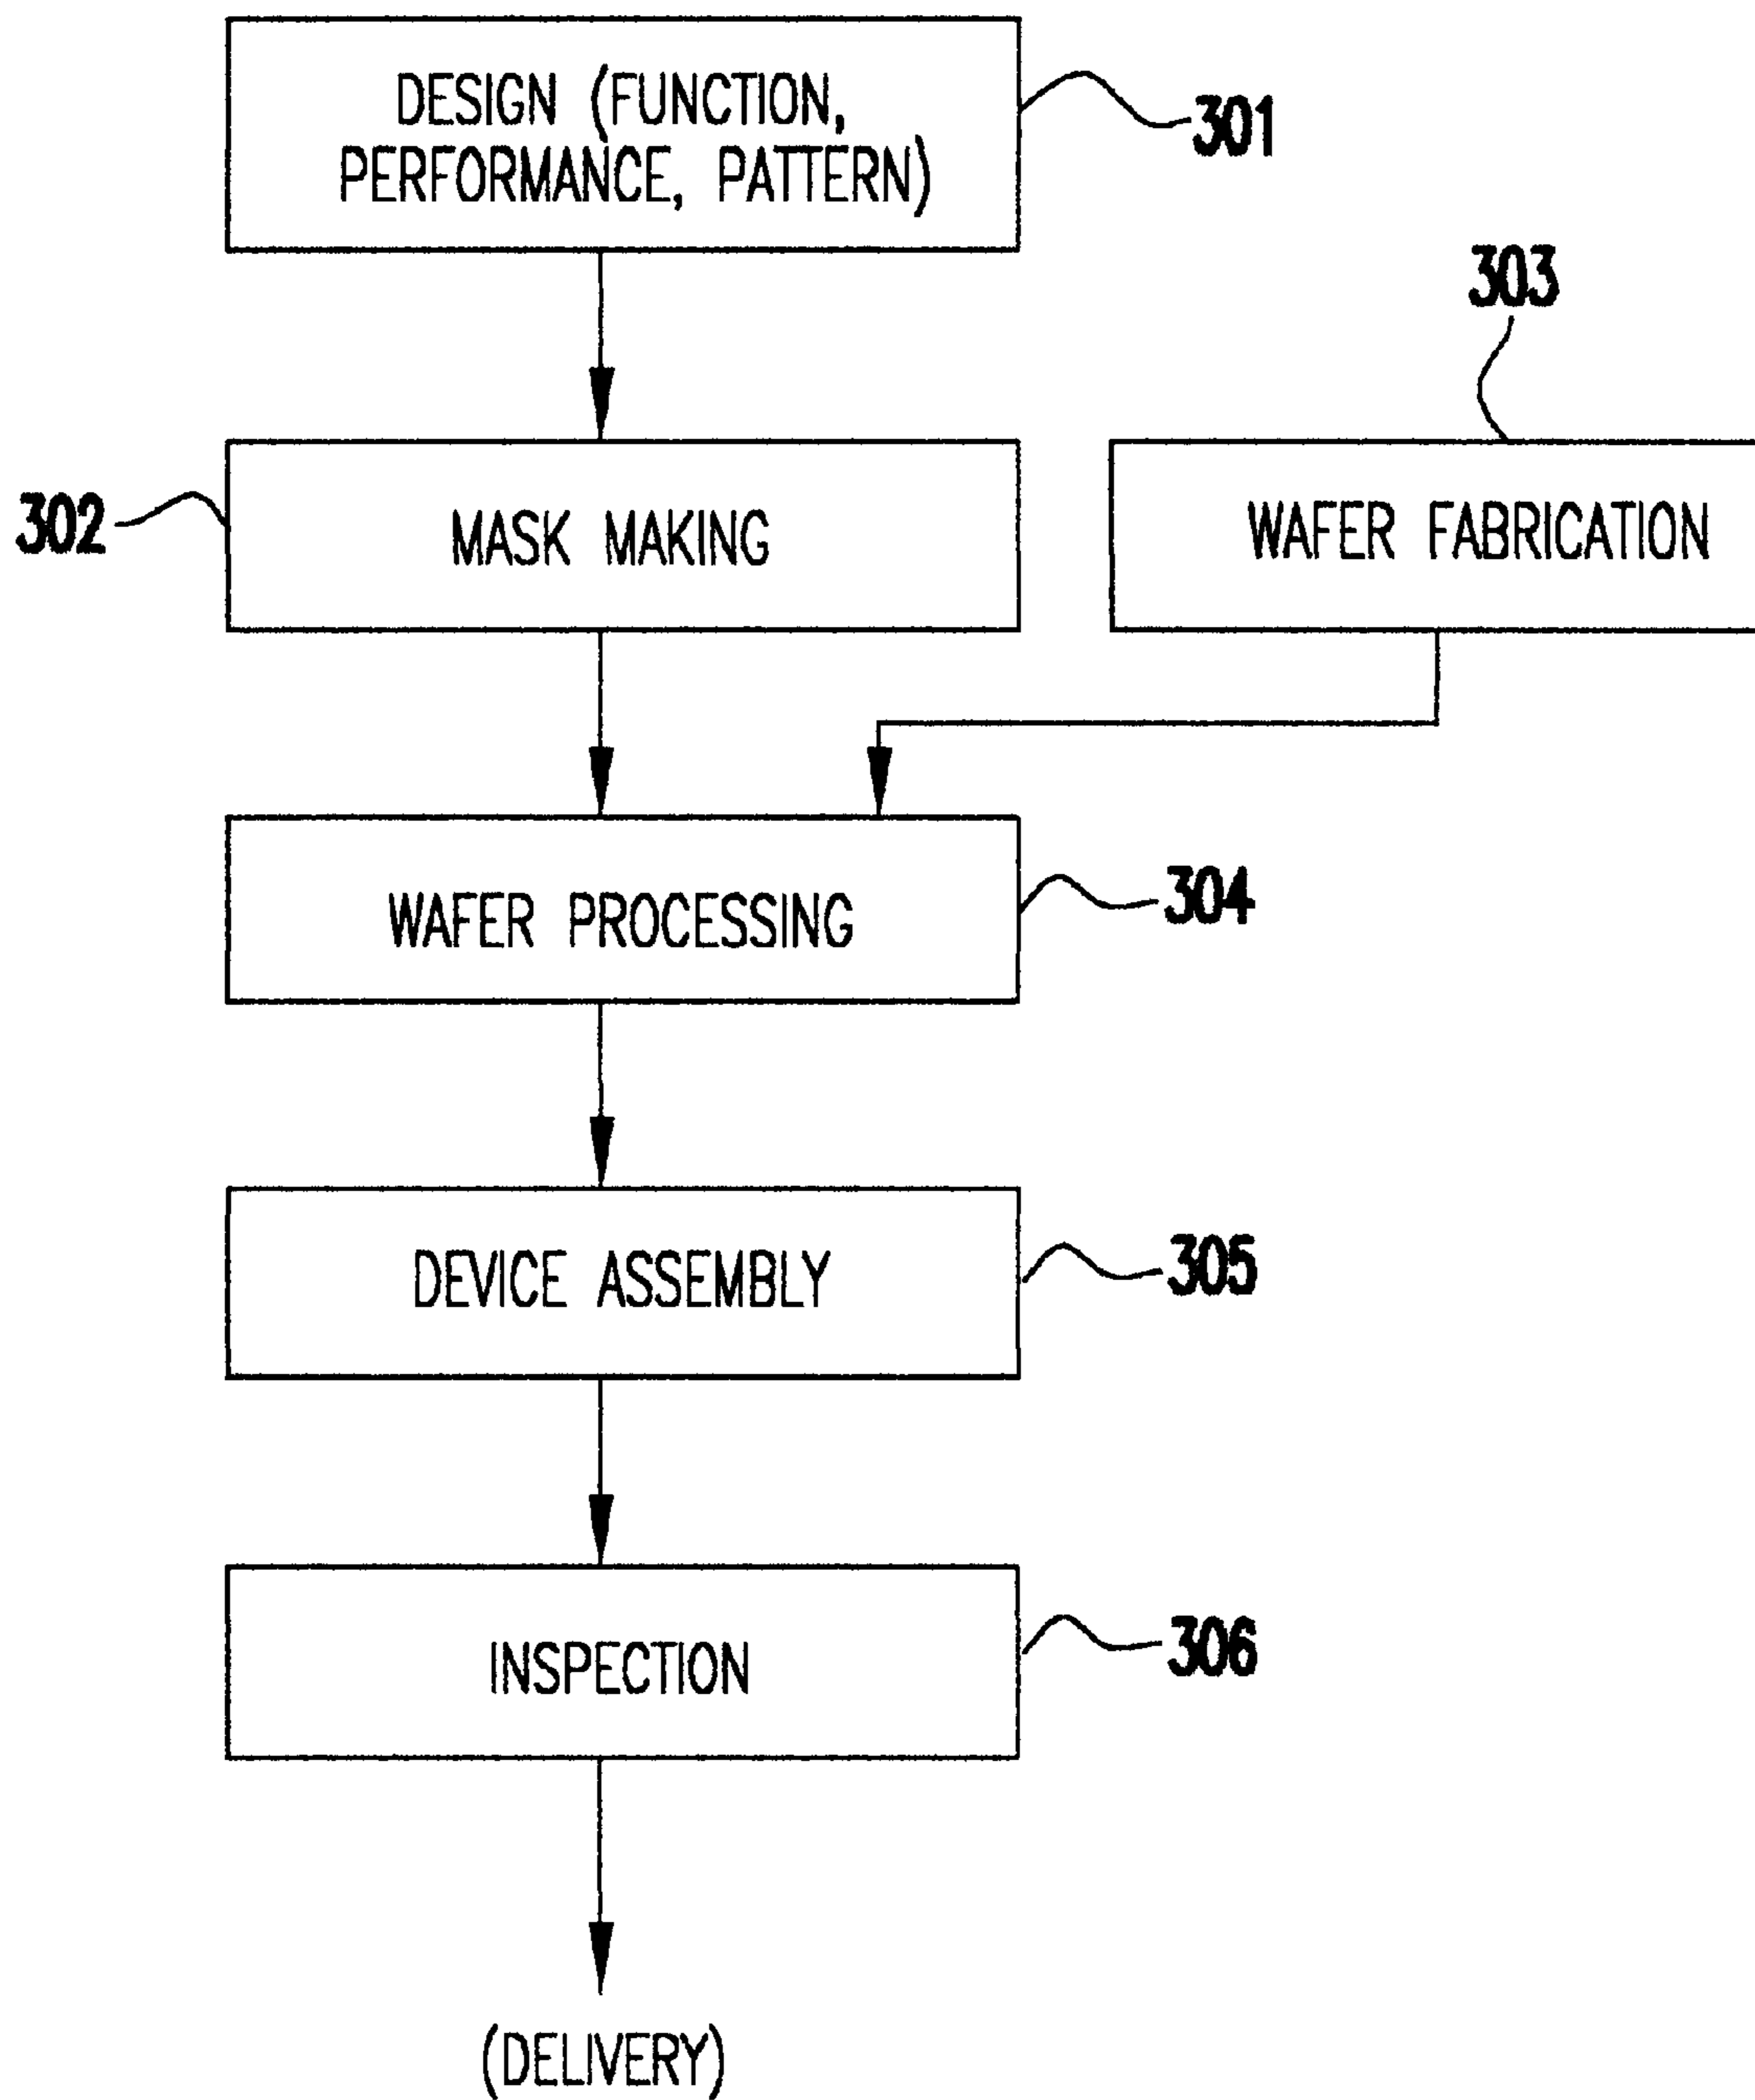 DESIGN (FUNCTION,
PERFORMANCE, PATTERN)
301
303
302
MASK MAKING
WAFER FABRICATION
WAFER PROCESSING
304
DEVICE ASSEMBLY
305
INSPECTION
306
(DELIVERY)